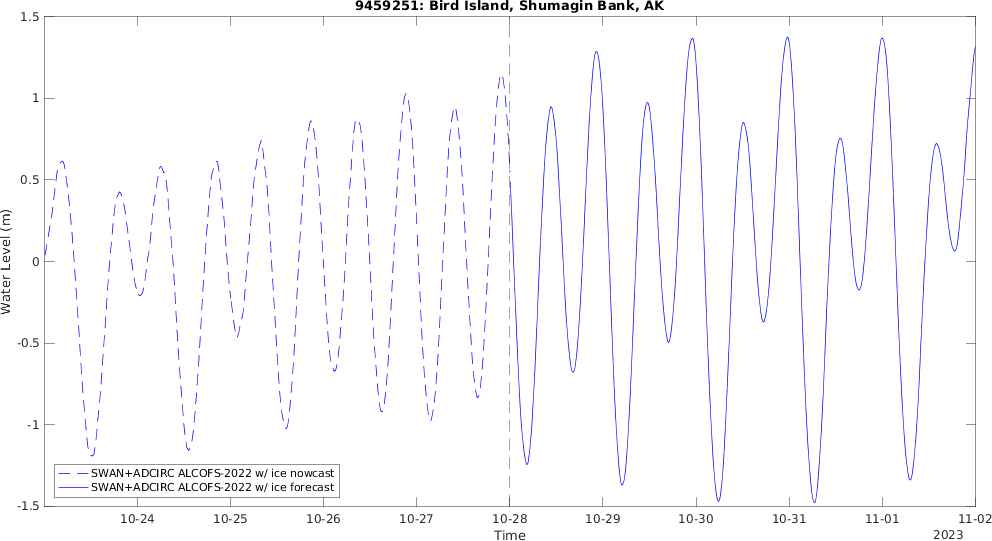 9459251: Bird Island, Shumagin Bank, AK
1.5
1
0.5
0
-0.5
-1
-1.5
Water Level (m)
SWAN+ADCIRC ALCOFS-2022 w/ ice nowcast
SWAN+ADCIRC ALCOFS-2022 w/ ice forecast
10-24 10-25 10-26 10-27 10-28 10-29 10-30 10-31 11-01 11-02
Time
2023